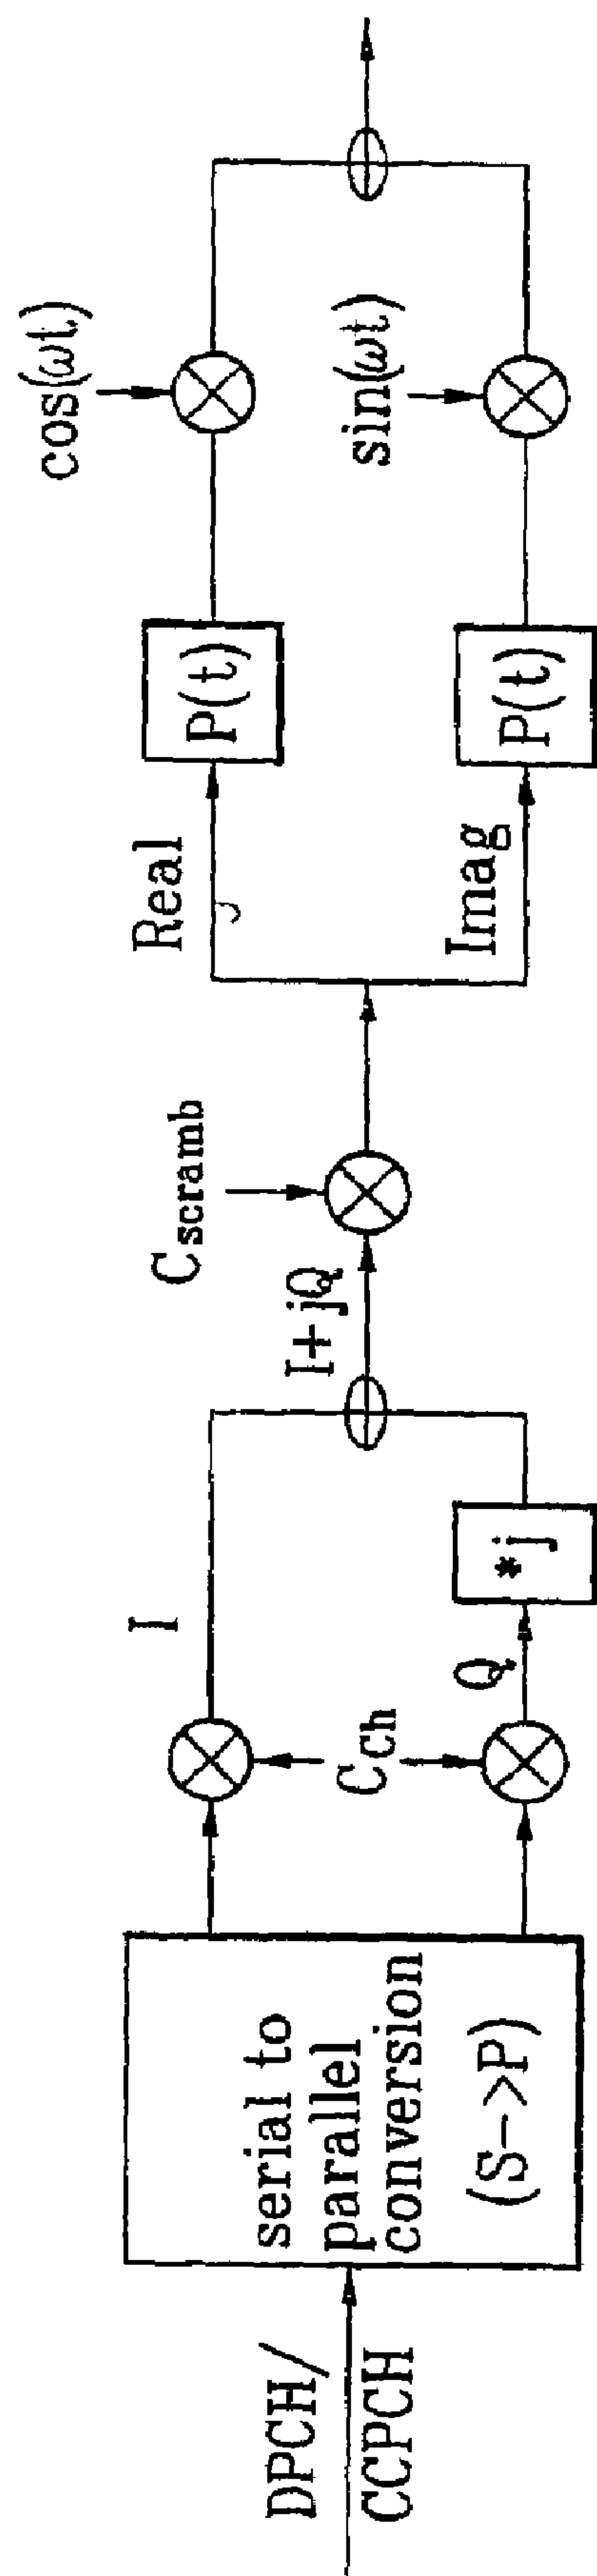 DPCH/
CCPCH
serial to
parallel
conversion
(S->P)
I
CCh
Q
*j
I+jQ
Cscramb
Real
Imag
P(t)
P(t)
cos(ωt)
sin(ωt)